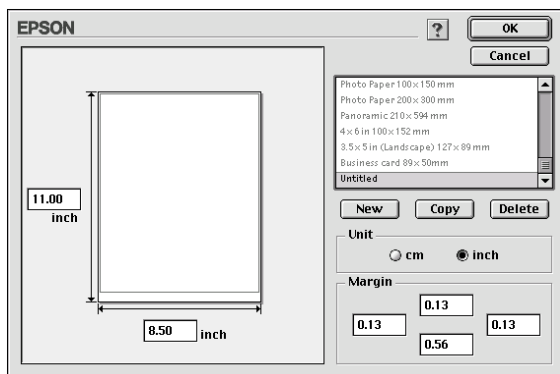 EPSON
?
OK
Cancel
Photo Paper 100×150 mm
Photo Paper 200×300 mm
Panoramic 210×594 mm
4×6 in 100×152 mm
3.5×5 in (Landscape) 127×89 mm
Business card 89×50mm
Untitled
11.00
inch
8.50 inch
New Copy Delete
Unit
cm inch
Margin
0.13
0.13 0.13
0.56